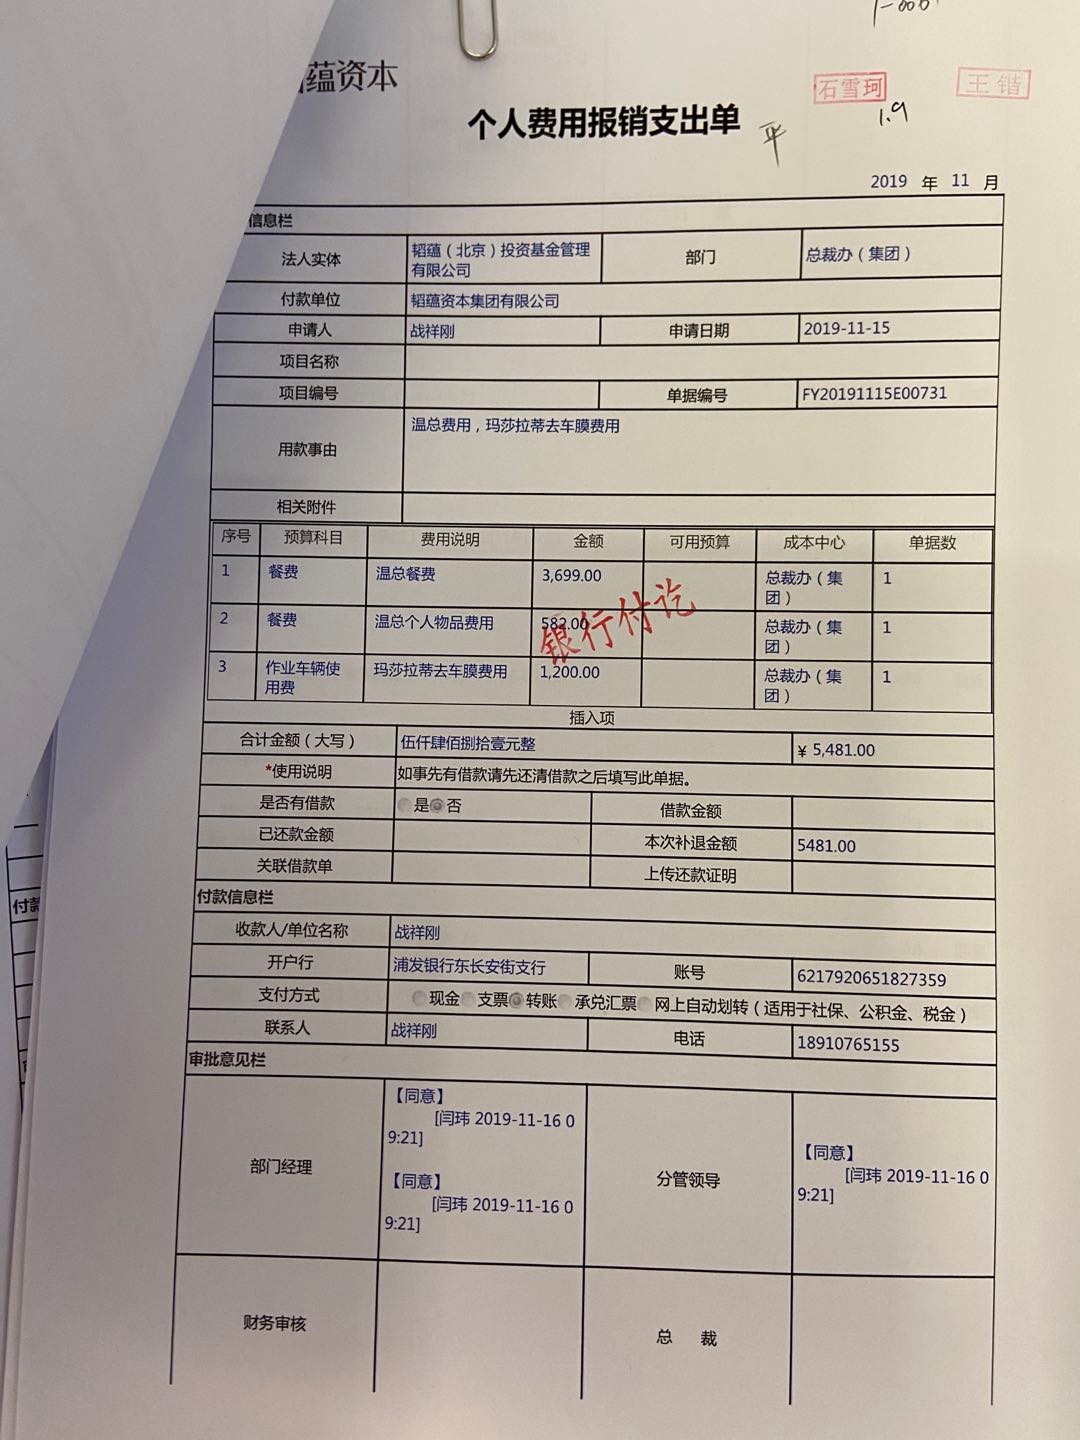 蕴资本
石雪珂
王锴
1.9
个人费用报销支出单
平
2019 年 11 月
信息栏
法人实体 韬蕴（北京）投资基金管理有限公司 部门 总裁办（集团）
付款单位 韬蕴资本集团有限公司
申请人 战祥刚 申请日期 2019-11-15
项目名称
项目编号 单据编号 FY20191115E00731
用款事由 温总费用，玛莎拉蒂去车膜费用
相关附件
序号 预算科目 费用说明 金额 可用预算 成本中心 单据数
1 餐费 温总餐费 3,699.00 总裁办（集团） 1
2 餐费 温总个人物品费用 582.00 总裁办（集团） 1
银行付讫
3 作业车辆使用费 玛莎拉蒂去车膜费用 1,200.00 总裁办（集团） 1
插入项
合计金额（大写） 伍仟肆佰捌拾壹元整 ¥ 5,481.00
*使用说明 如事先有借款请先还清借款之后填写此单据。
是否有借款 是 否 借款金额
已还款金额 本次补退金额 5481.00
关联借款单 上传还款证明
付款信息栏
收款人/单位名称 战祥刚
开户行 浦发银行东长安街支行 账号 6217920651827359
支付方式 现金 支票 转账 承兑汇票 网上自动划转（适用于社保、公积金、税金）
联系人 战祥刚 电话 18910765155
审批意见栏
部门经理 【同意】
[闫玮 2019-11-16 0
9:21]
【同意】
[闫玮 2019-11-16 0
9:21]
分管领导 【同意】
[闫玮 2019-11-16 0
9:21]
财务审核 总 裁
付款